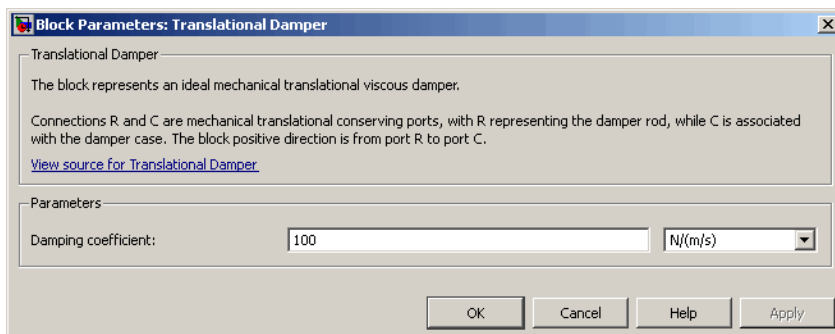 Block Parameters: Translational Damper
Translational Damper
The block represents an ideal mechanical translational viscous damper.
Connections R and C are mechanical translational conserving ports, with R representing the damper rod, while C is associated
with the damper case. The block positive direction is from port R to port C.
View source for Translational Damper
Parameters
Damping coefficient: 100 N/(m/s)
OK Cancel Help Apply